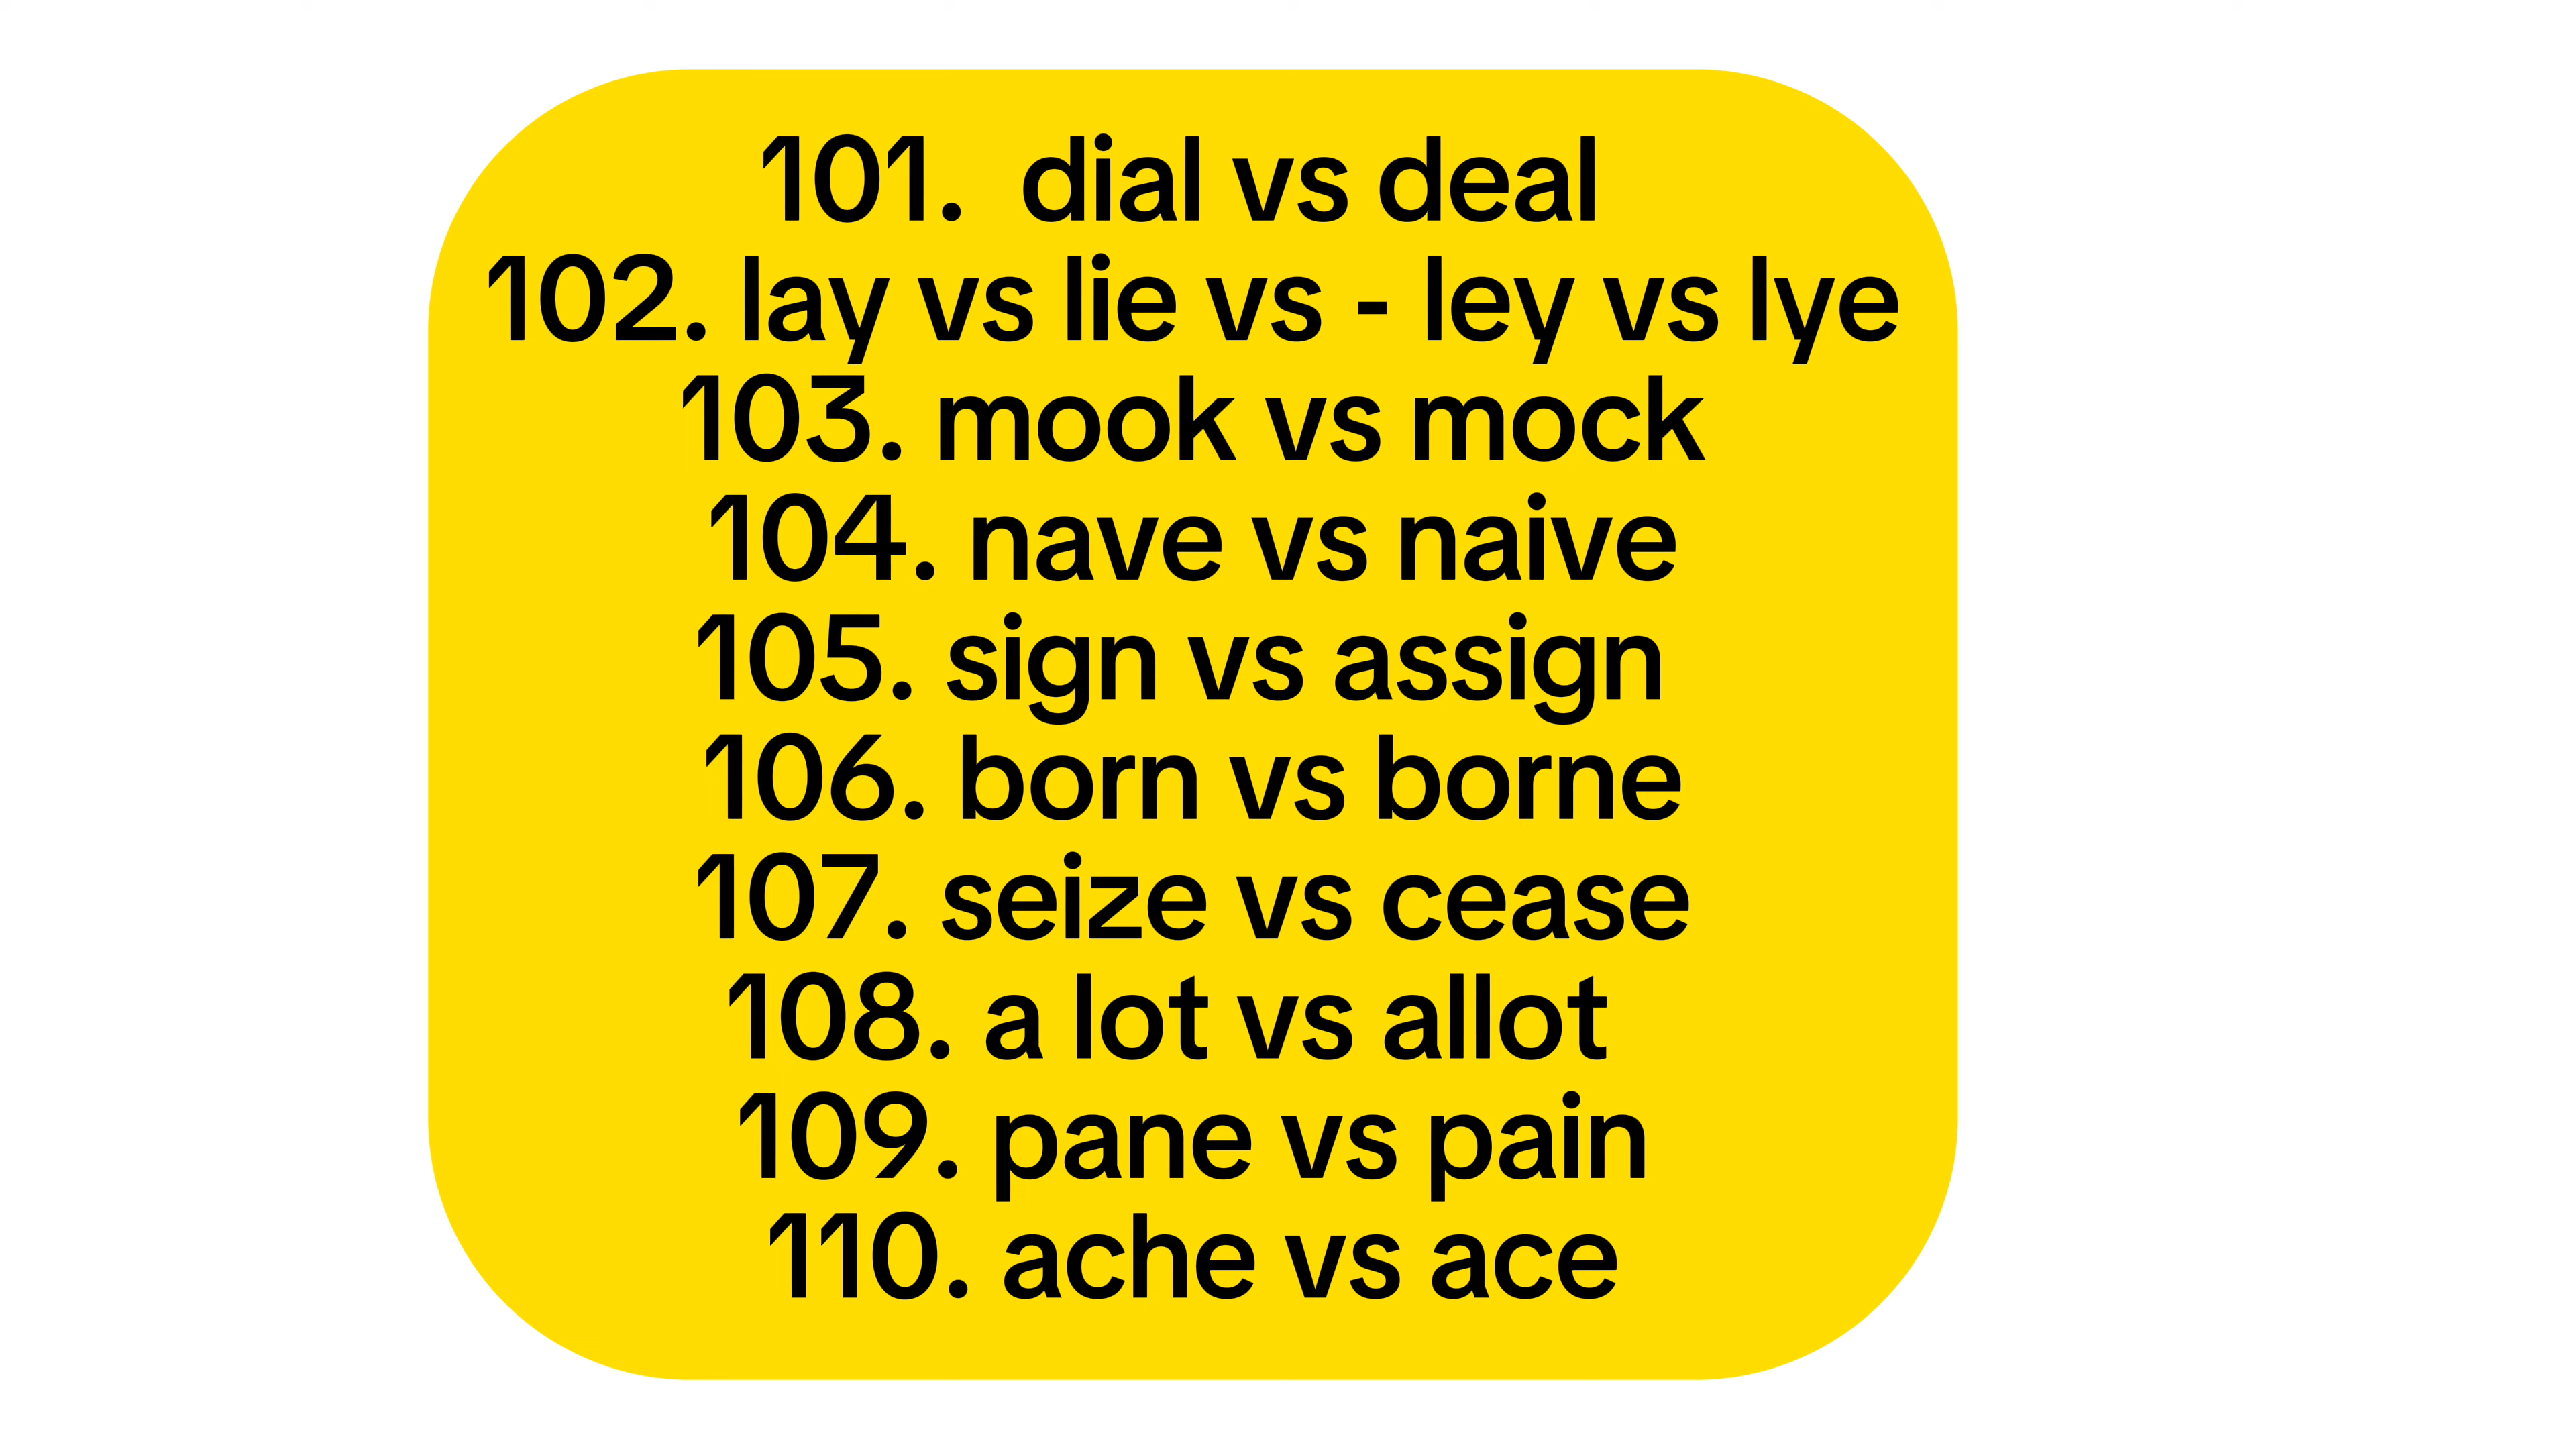 101.  dial vs deal
102. lay vs lie vs - ley vs lye
103. mook vs mock
104. nave vs naive
105. sign vs assign
106. born vs borne
107. seize vs cease
108. a lot vs allot
109. pane vs pain
110. ache vs ace